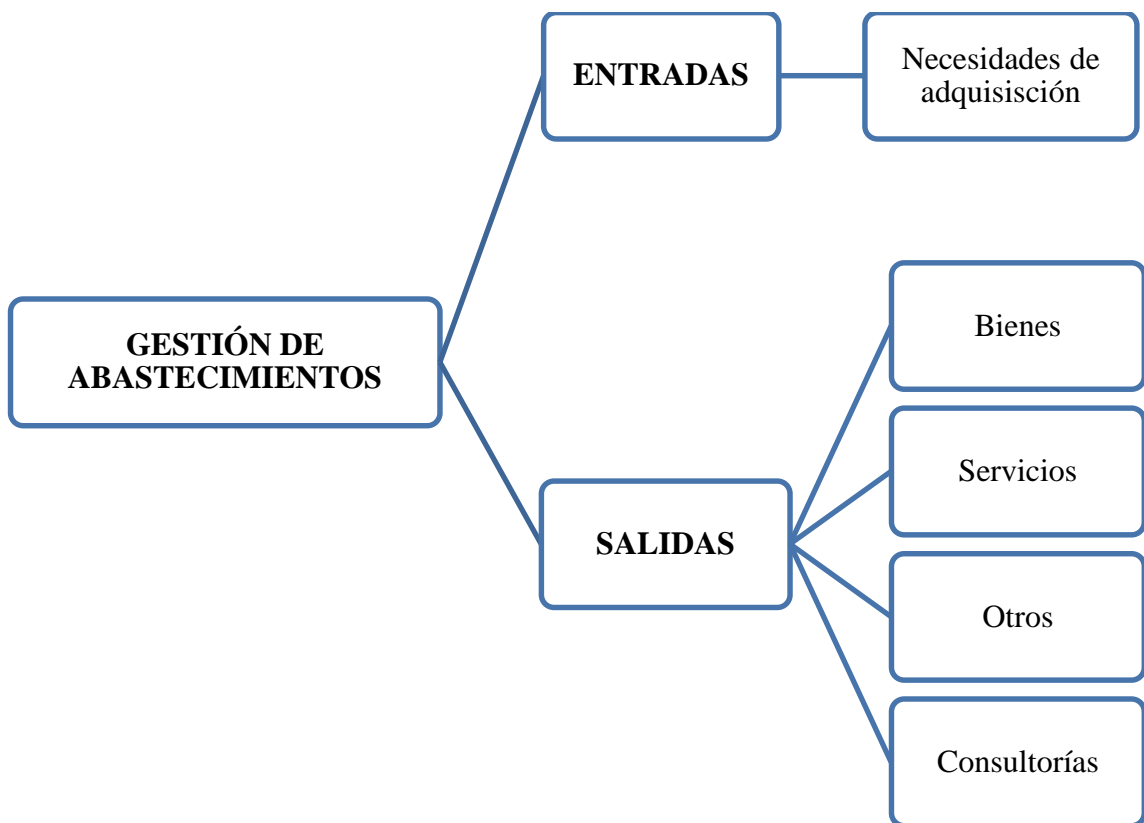 ENTRADAS
Necesidades de
adquisisción
GESTIÓN DE
ABASTECIMIENTOS
Bienes
Servicios
SALIDAS
Otros
Consultorías